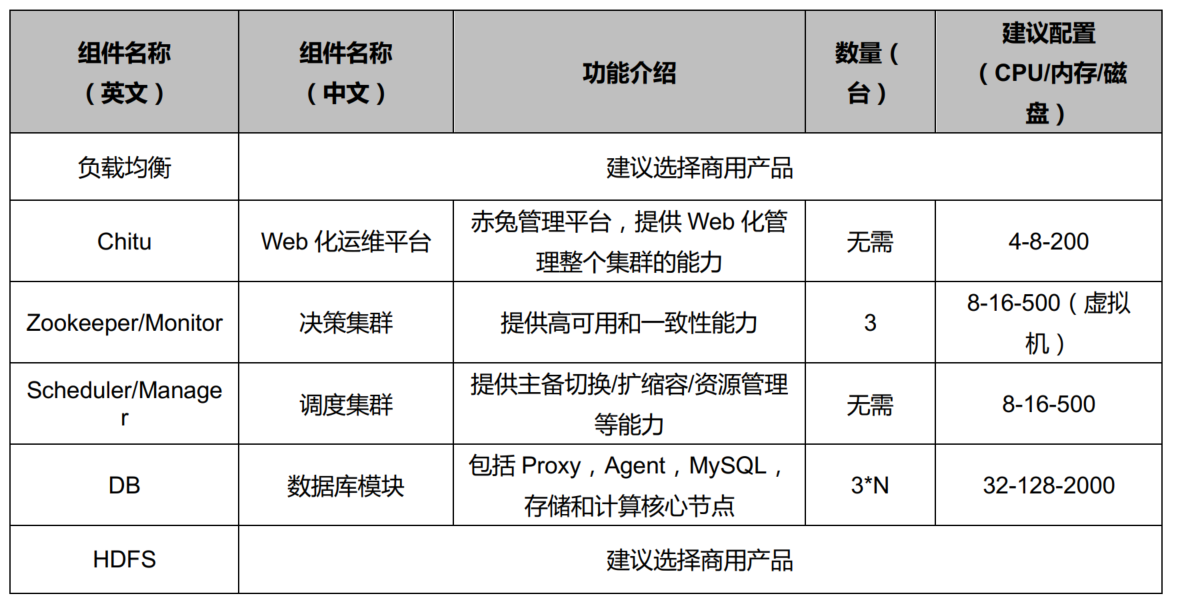 组件名称
（英文）
组件名称
（中文）
功能介绍
数量（
台）
建议配置
（CPU/内存/磁
盘）
负载均衡
建议选择商用产品
Chitu
Web 化运维平台
赤兔管理平台，提供 Web 化管
理整个集群的能力
无需
4-8-200
Zookeeper/Monitor
决策集群
提供高可用和一致性能力
3
8-16-500（虚拟
机）
Scheduler/Manage
r
调度集群
提供主备切换/扩缩容/资源管理
等能力
无需
8-16-500
DB
数据库模块
包括 Proxy，Agent，MySQL，
存储和计算核心节点
3*N
32-128-2000
HDFS
建议选择商用产品